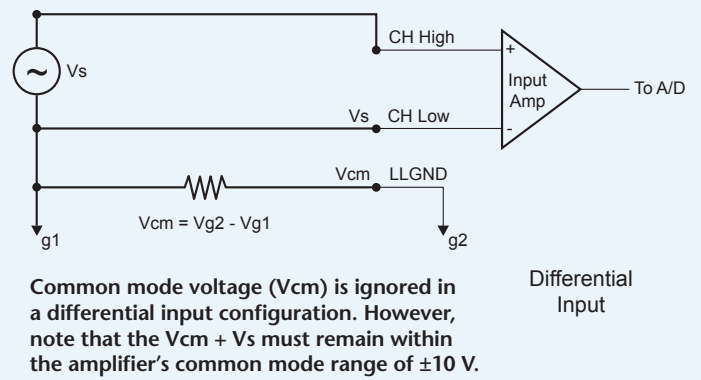 CH High
+
~ Vs
Input
Amp
To A/D
Vs CH Low
-
Vcm LLGND
Vcm = Vg2 - Vg1
g1
g2
Common mode voltage (Vcm) is ignored in
a differential input configuration. However,
note that the Vcm + Vs must remain within
the amplifier's common mode range of ±10 V.
Differential
Input